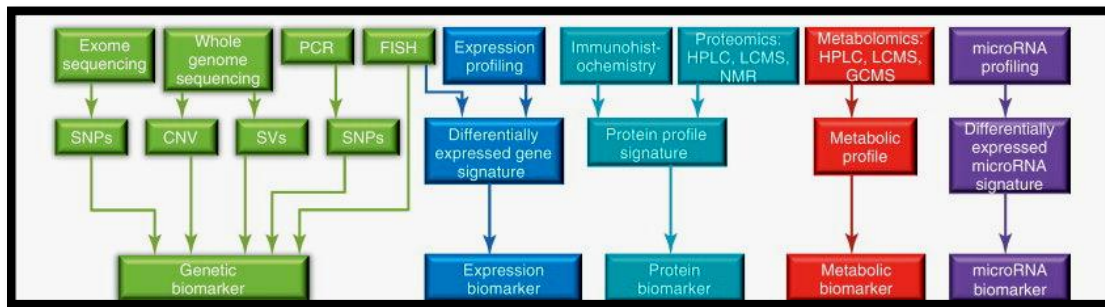 Exome
sequencing
Whole
genome
sequencing
PCR
FISH
Expression
profiling
Immunohist-
ochemistry
Proteomics:
HPLC, LCMS,
NMR
Metabolomics:
HPLC, LCMS,
GCMS
microRNA
profiling
SNPs
CNV
SVs
SNPs
Differentially
expressed gene
signature
Protein profile
signature
Metabolic
profile
Differentially
expressed
microRNA
signature
Genetic
biomarker
Expression
biomarker
Protein
biomarker
Metabolic
biomarker
microRNA
biomarker